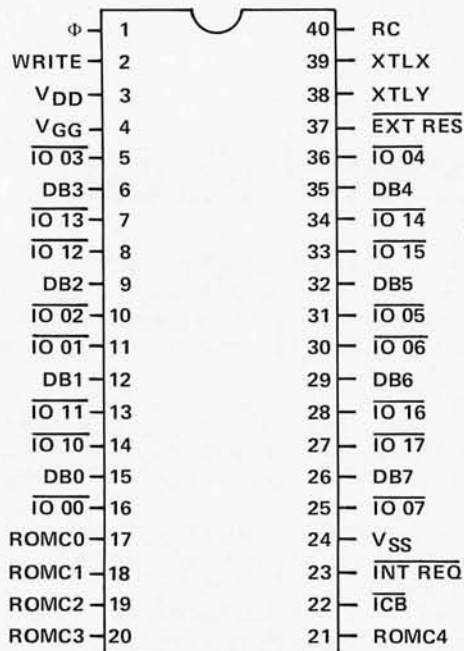 Φ 1 40 RC
WRITE 2 39 XTLX
VDD 3 38 XTLY
VGG 4 37 EXT RES
IO 03 5 36 IO 04
DB3 6 35 DB4
IO 13 7 34 IO 14
IO 12 8 33 IO 15
DB2 9 32 DB5
IO 02 10 31 IO 05
IO 01 11 30 IO 06
DB1 12 29 DB6
IO 11 13 28 IO 16
IO 10 14 27 IO 17
DB0 15 26 DB7
IO 00 16 25 IO 07
ROMC0 17 24 VSS
ROMC1 18 23 INT REQ
ROMC2 19 22 ICB
ROMC3 20 21 ROMC4